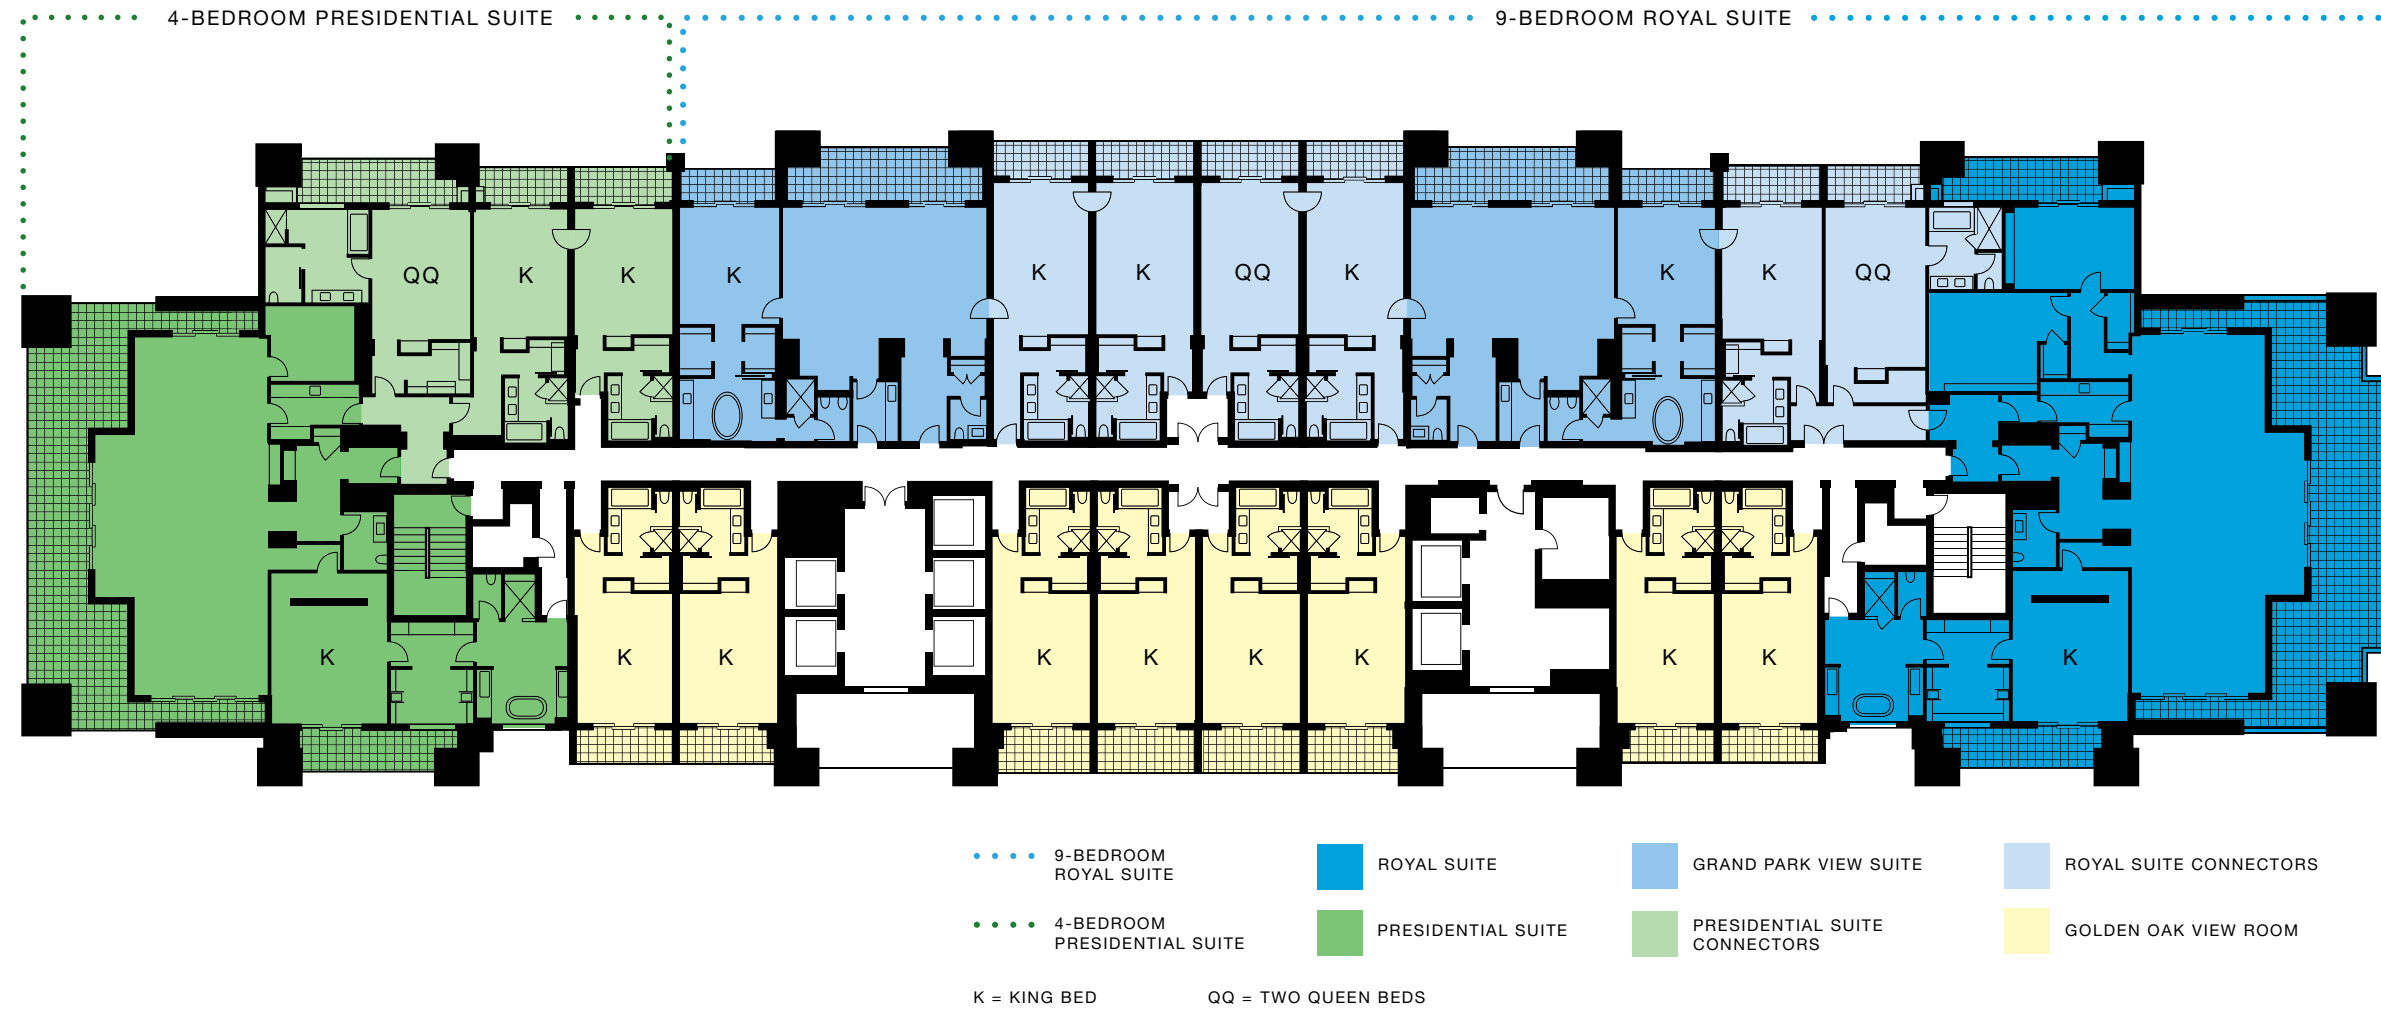 4-BEDROOM PRESIDENTIAL SUITE
9-BEDROOM ROYAL SUITE
QQ
K
K
K
K
K
QQ
K
K
K
QQ
K
K
K
K
K
K
K
K
K
K
9-BEDROOM
ROYAL SUITE
ROYAL SUITE
GRAND PARK VIEW SUITE
ROYAL SUITE CONNECTORS
4-BEDROOM
PRESIDENTIAL SUITE
PRESIDENTIAL SUITE
PRESIDENTIAL SUITE
CONNECTORS
GOLDEN OAK VIEW ROOM
K = KING BED
QQ = TWO QUEEN BEDS